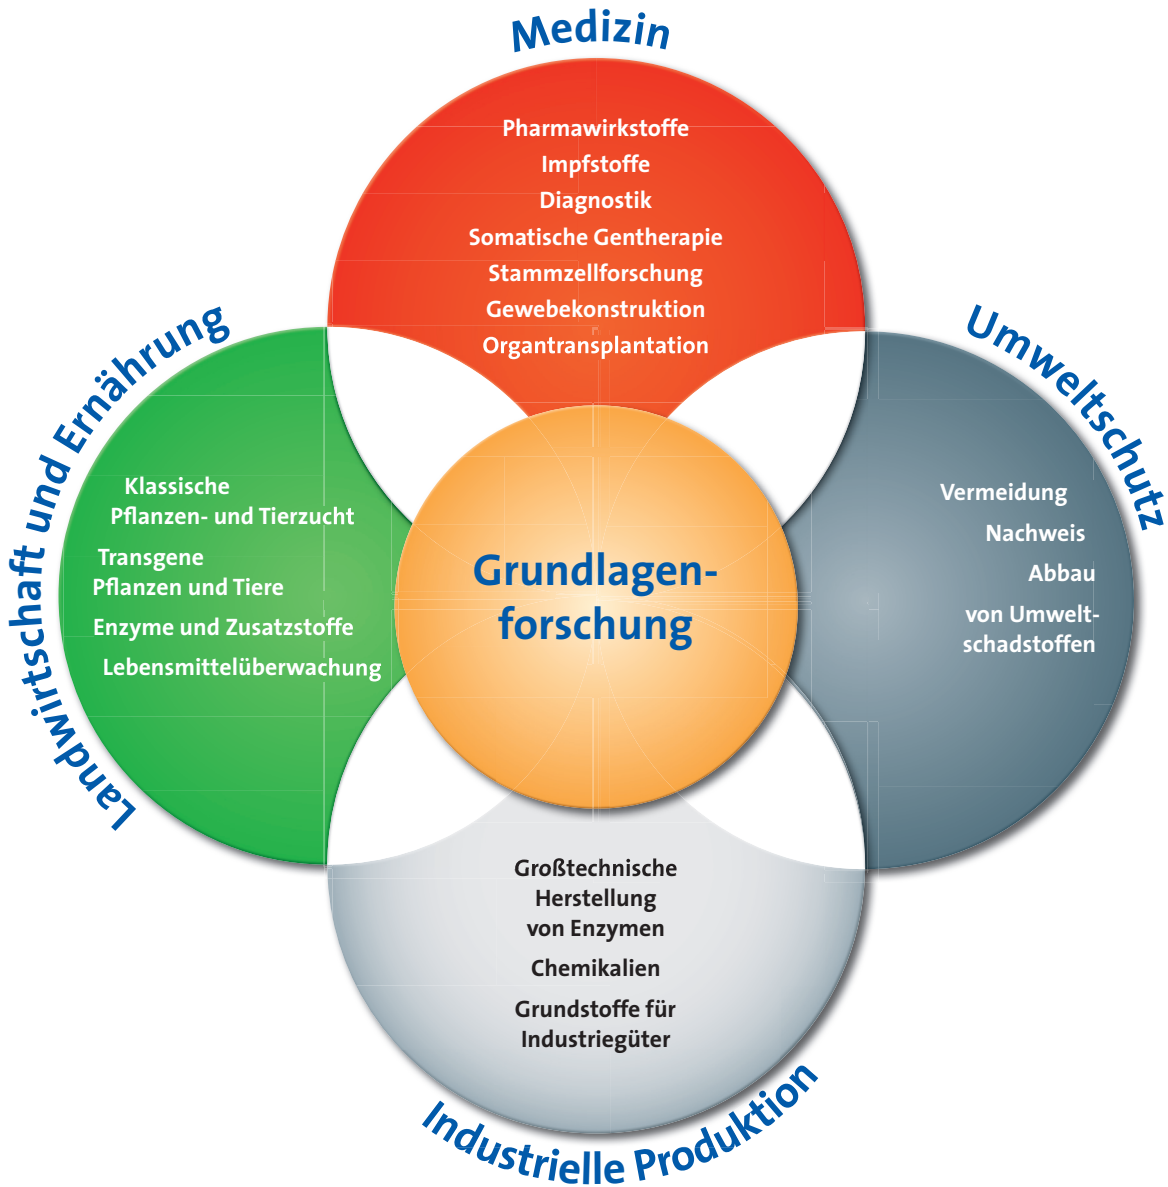 Medizin
Pharmawirkstoffe
Impfstoffe
Diagnostik
Somatische Gentherapie
Stammzellforschung
Gewebekonstruktion
Organtransplantation
Landwirtschaft und Ernährung
Klassische
Pflanzen- und Tierzucht
Transgene
Pflanzen und Tiere
Enzyme und Zusatzstoffe
Lebensmittelüberwachung
Grundlagen-
forschung
Umweltschutz
Vermeidung
Nachweis
Abbau
von Umwelt-
schadstoffen
Großtechnische
Herstellung
von Enzymen
Chemikalien
Grundstoffe für
Industriegüter
Industrielle Produktion